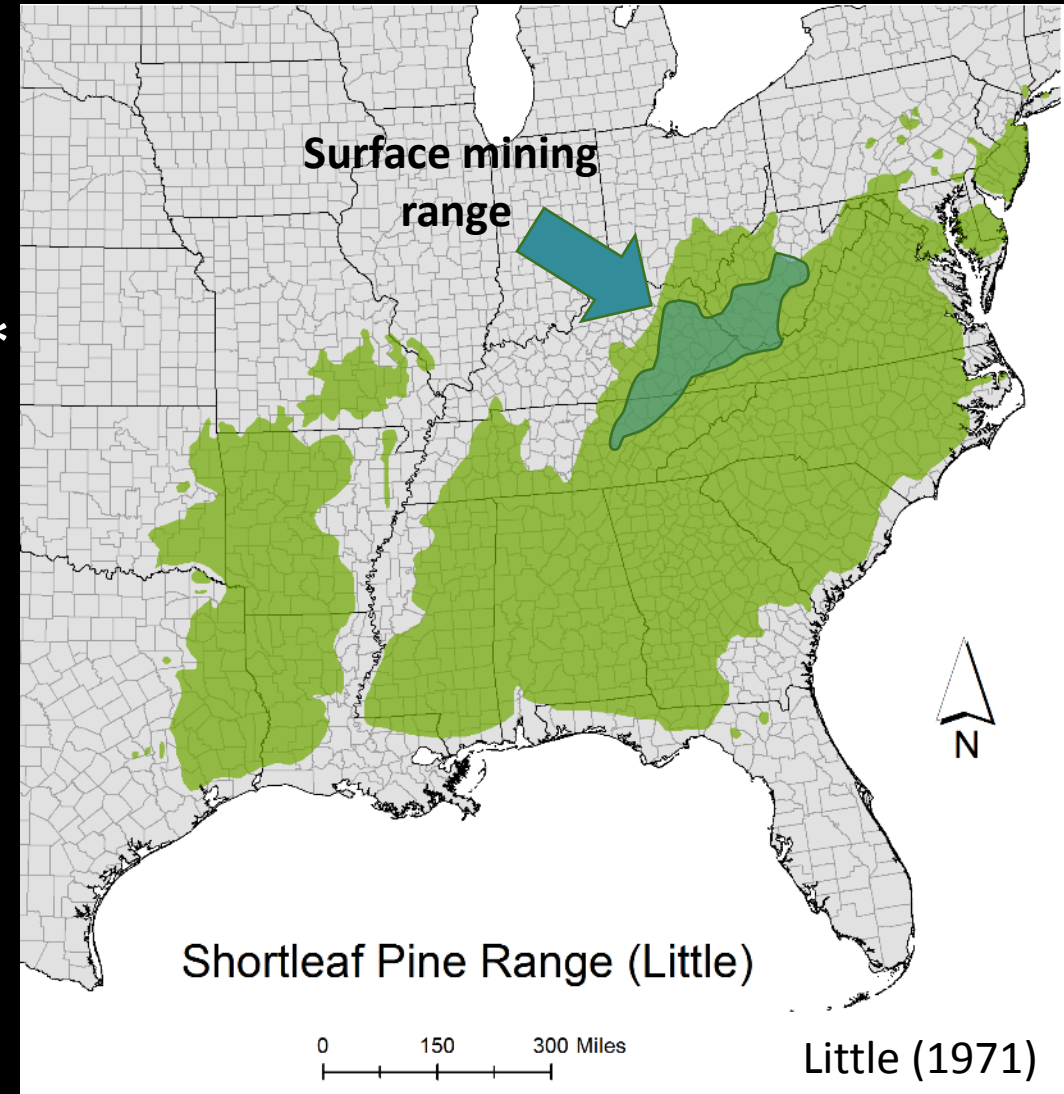 Surface mining
range
*
N
Shortleaf Pine Range (Little)
0 150 300 Miles
Little (1971)